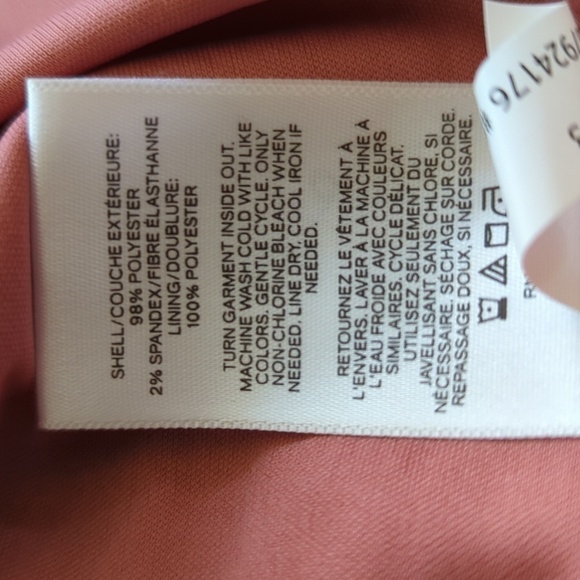 SHELL/COUCHE EXTÉRIEURE:
98% POLYESTER
2% SPANDEX/FIBRE ÉLASTHANNE
LINING/DOUBLURE:
100% POLYESTER
TURN GARMENT INSIDE OUT.
MACHINE WASH COLD WITH LIKE
COLORS, GENTLE CYCLE. ONLY
NON-CHLORINE BLEACH WHEN
NEEDED. LINE DRY. COOL IRON IF
NEEDED.
RETOURNEZ LE VÊTEMENT À
L'ENVERS, LAVER À LA MACHINE À
L'EAU FROIDE AVEC COULEURS
SIMILAIRES, CYCLE DÉLICAT.
UTILISEZ SEULEMENT DU
JAVELLISANT SANS CHLORE, SI
NÉCESSAIRE, SÉCHAGE SUR CORDE.
REPASSAGE DOUX, SI NÉCESSAIRE.
924176